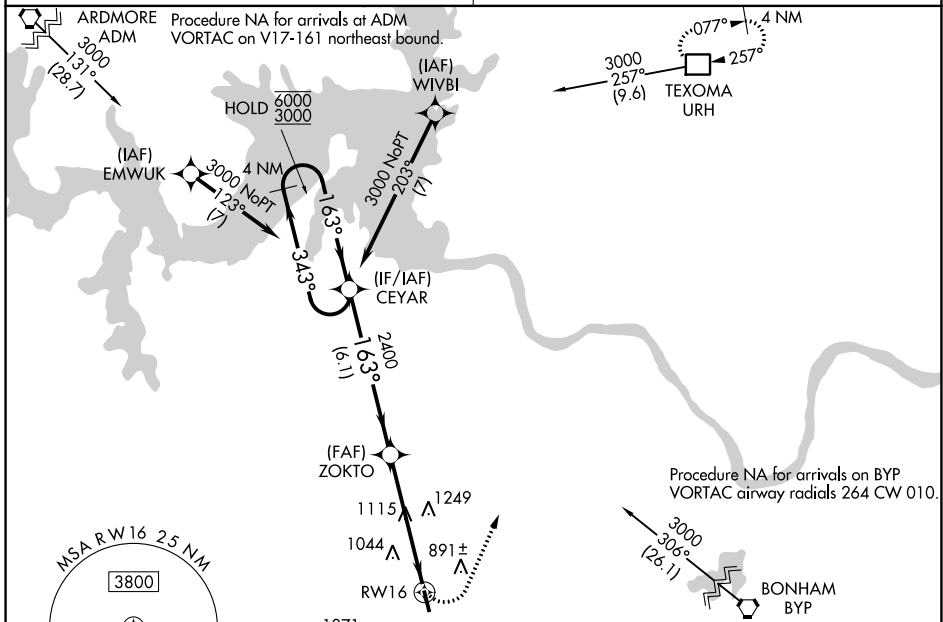 ARDMORE
ADM
Procedure NA for arrivals at ADM
VORTAC on V17-161 northeast bound.
3000
131°
(28.7)
077°
4 NM
257°
3000
257°
(9.6)
TEXOMA
URH
(IAF)
WIVBI
HOLD
6000
3000
3000 NoPT
203°
(7)
(IAF)
EMWUK
3000 NoPT
123°
(7)
4 NM
163°
343°
(IF/IAF)
CEYAR
2400
163°
(6.1)
(FAF)
ZOKTO
Procedure NA for arrivals on BYP
VORTAC airway radials 264 CW 010.
1115
1249
1044
891±
RW16
3000
306°
(26.1)
BONHAM
BYP
MSA RW16 25 NM
3800